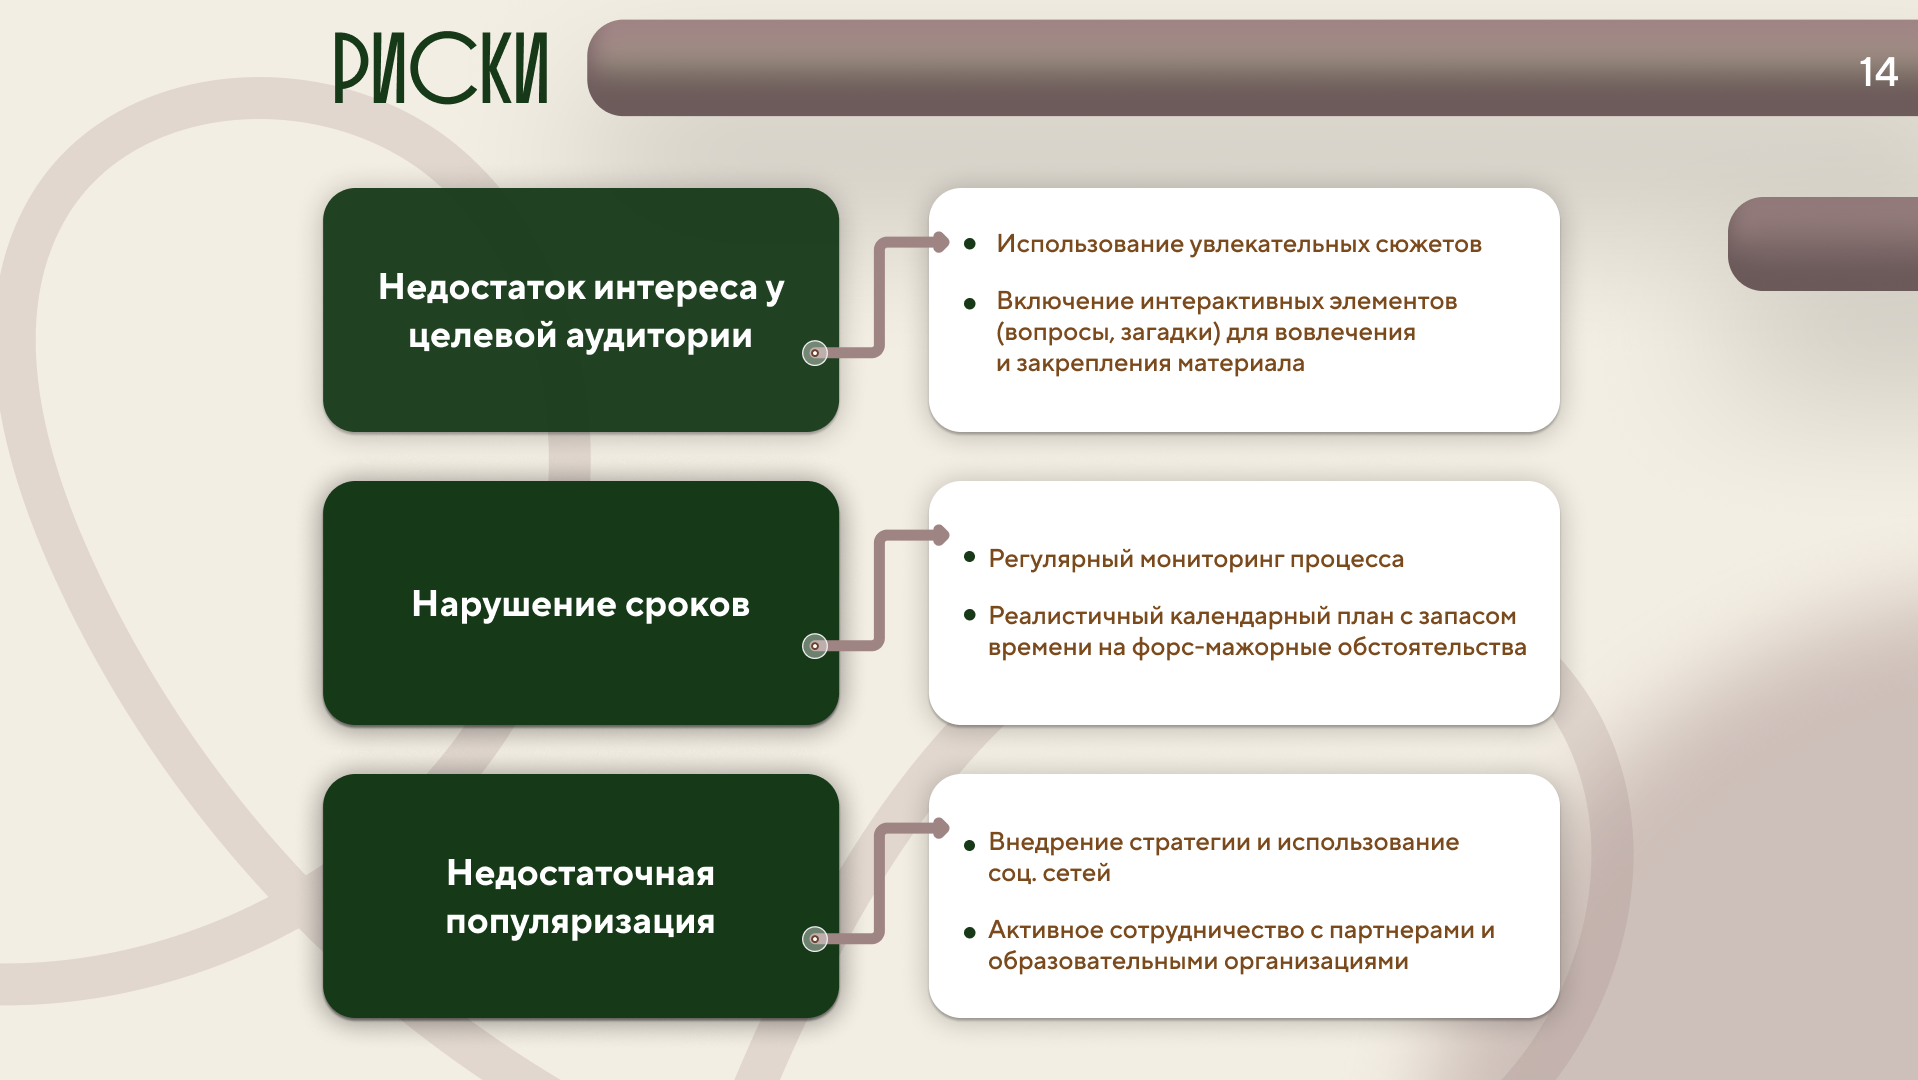 РИСКИ
14
Недостаток интереса у
целевой аудитории
• Использование увлекательных сюжетов
• Включение интерактивных элементов
(вопросы, загадки) для вовлечения
и закрепления материала
Нарушение сроков
• Регулярный мониторинг процесса
• Реалистичный календарный план с запасом
времени на форс-мажорные обстоятельства
Недостаточная
популяризация
• Внедрение стратегии и использование
соц. сетей
• Активное сотрудничество с партнерами и
образовательными организациями